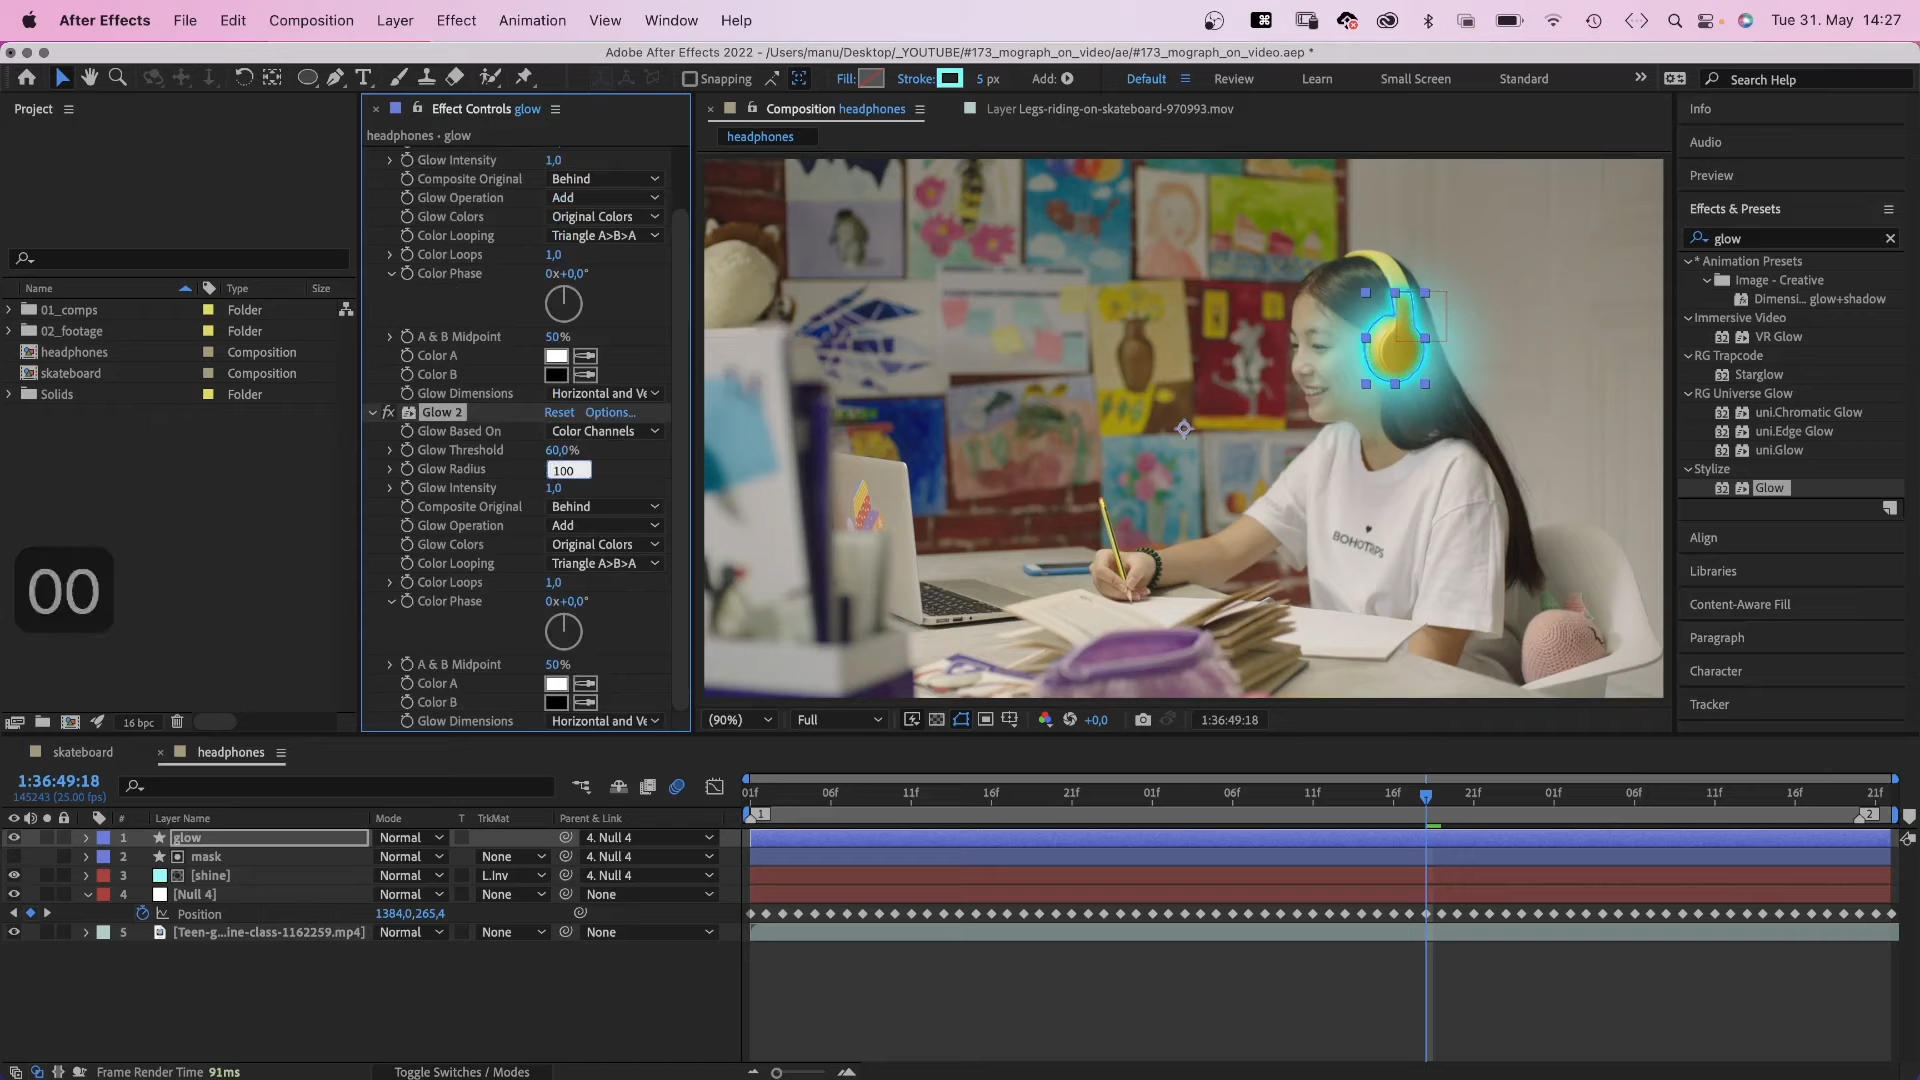 After Effects File Edit Composition Layer Effect Animation View Window Help Tue 31. May 14:27
Adobe After Effects 2022 - /Users/manu/Desktop/_YOUTUBE/#173_mograph_on_video/ae/#173_mograph_on_video.aep *
Snapping Fill: Stroke: 5 px Add: Default Review Learn Small Screen Standard Search Help
Project
Name Type Size
01_comps Folder
02_footage Folder
headphones Composition
skateboard Composition
Solids Folder
00
16 bpc
Effect Controls glow
headphones • glow
Glow Intensity 1,0
Composite Original Behind
Glow Operation Add
Glow Colors Original Colors
Color Looping Triangle A>B>A
Color Loops 1,0
Color Phase 0x+0,0°
A & B Midpoint 50%
Color A
Color B
Glow Dimensions Horizontal and Ve
fx Glow 2 Reset Options...
Glow Based On Color Channels
Glow Threshold 60,0%
Glow Radius 100
Glow Intensity 1,0
Composite Original Behind
Glow Operation Add
Glow Colors Original Colors
Color Looping Triangle A>B>A
Color Loops 1,0
Color Phase 0x+0,0°
A & B Midpoint 50%
Color A
Color B
Glow Dimensions Horizontal and Ve
Composition headphones Layer Legs-riding-on-skateboard-970993.mov
headphones
BOHOTRIPS
(90%) Full +0,0 1:36:49:18
Info
Audio
Preview
Effects & Presets
glow
* Animation Presets
Image - Creative
Dimensi... glow+shadow
Immersive Video
VR Glow
RG Trapcode
Starglow
RG Universe Glow
uni.Chromatic Glow
uni.Edge Glow
uni.Glow
Stylize
Glow
Align
Libraries
Content-Aware Fill
Paragraph
Character
Tracker
skateboard headphones
1:36:49:18
145243 (25.00 fps)
01f 06f 11f 16f 21f 01f 06f 11f 16f 21f 01f 06f 11f 16f 21f
1 2
# Layer Name Mode T TrkMat Parent & Link
1 glow Normal 4. Null 4
2 mask Normal None 4. Null 4
3 [shine] Normal L.Inv 4. Null 4
4 [Null 4] Normal None None
Position 1384,0,265,4
5 [Teen-g...ine-class-1162259.mp4] Normal None None
Frame Render Time 91ms Toggle Switches / Modes